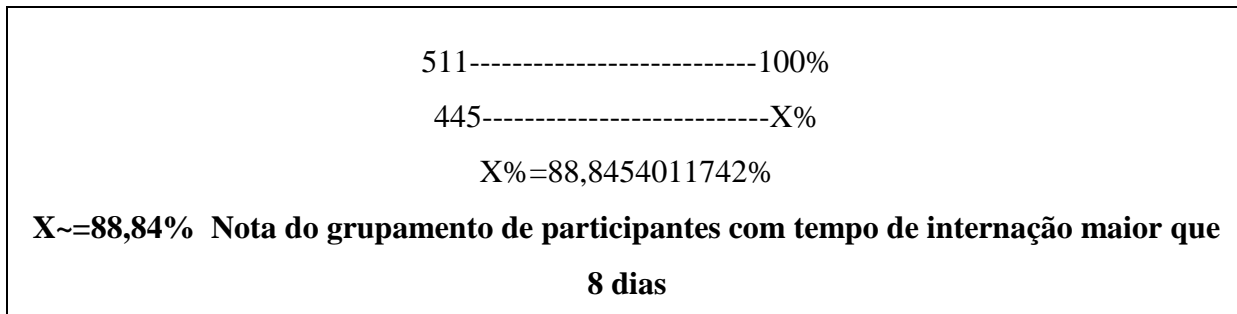 511---------------------------100%
445---------------------------X%
X%=88,8454011742%
X~=88,84%  Nota do grupamento de participantes com tempo de internação maior que
8 dias